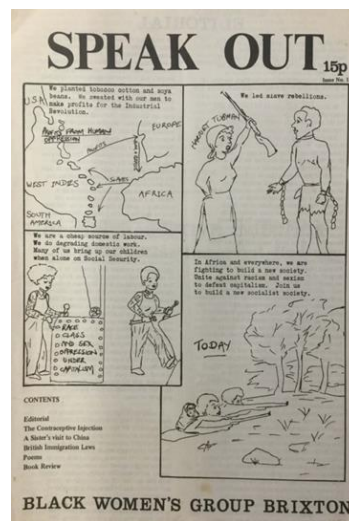 SPEAK OUT
15p
Issue No. 1
We planted tobacco cotton and soya
beans. We sweated with our men to
make profits for the Industrial
Revolution.
U.S.A.
FROM HUMAN
EUROPE
PROFITS
SLAVES
WEST INDIES
AFRICA
SOUTH
AMERICA
We led slave rebellions.
HARRIET TUBMAN
We are a cheap source of labour.
We do degrading domestic work.
Many of us bring up our children
when alone on Social Security.
RACE
CLASS
AND SEX
OPPRESSION
UNDER
CAPITALISM
In Africa and everywhere, we are
fighting to build a new society.
Unite against racism and sexism
to defeat capitalism. Join us
to build a new socialist society.
TODAY
CONTENTS
Editorial
The Contraceptive Injection
A Sister's visit to China
British Immigration Laws
Poems
Book Review
BLACK WOMEN'S GROUP BRIXTON